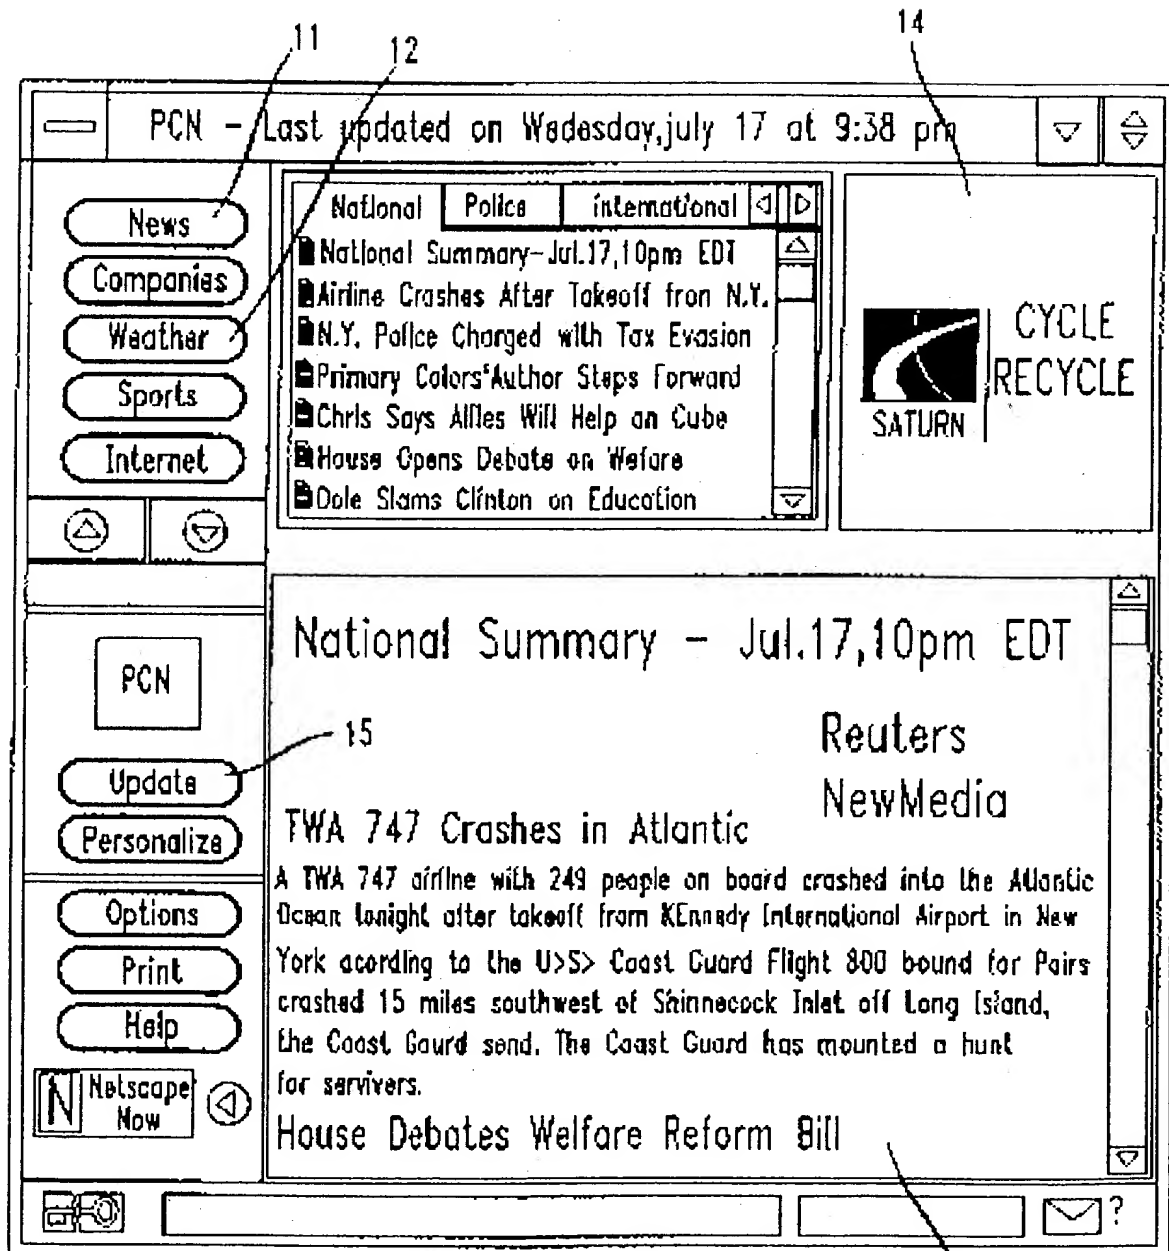 11
12
14
PCN - Last updated on Wedesday,july 17 at 9:38 pm
News
Companies
Weather
Sports
Internet
National Police international
National Summary-Jul.17,10pm EDT
Airline Crashes After Takeoff fron N.Y.
N.Y. Police Charged with Tax Evasion
Primary Colors'Author Steps Forward
Chris Says Allies Will Help on Cube
House Opens Debate on Wefare
Dole Slams Clinton on Education
CYCLE
RECYCLE
SATURN
PCN
15
Update
Personalize
Options
Print
Help
N Netscape
Now
National Summary - Jul.17,10pm EDT
Reuters
NewMedia
TWA 747 Crashes in Atlantic
A TWA 747 airline with 249 people on board crashed into the Atlantic
Ocean tonight after takeoff from KEnnedy International Airport in New
York acording to the U>S> Coast Guard Flight 800 bound for Pairs
crashed 15 miles southwest of Shinnecock Inlet off Long Island,
the Coast Gourd send. The Coast Guard has mounted a hunt
for servivers.
House Debates Welfare Reform Bill
?